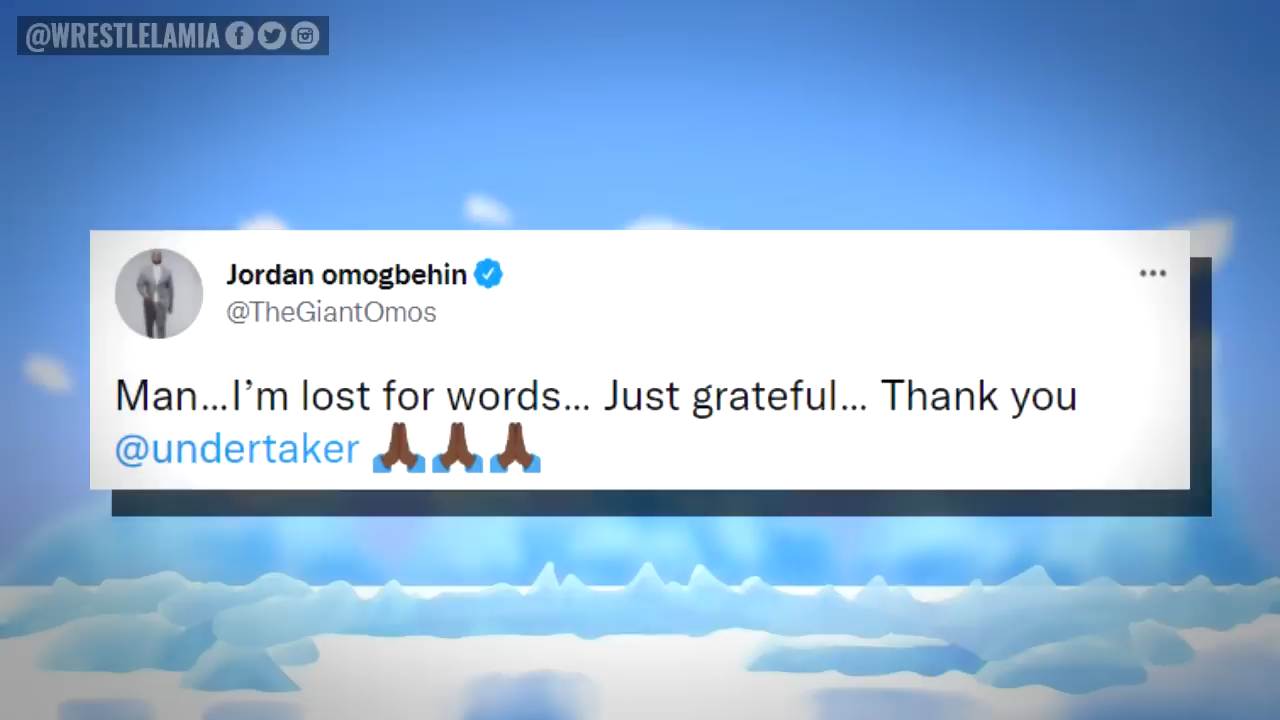 @WRESTLELAMIA
Jordan omogbehin
@TheGiantOmos
Man...I’m lost for words... Just grateful... Thank you
@undertaker 🙏🏾🙏🏾🙏🏾